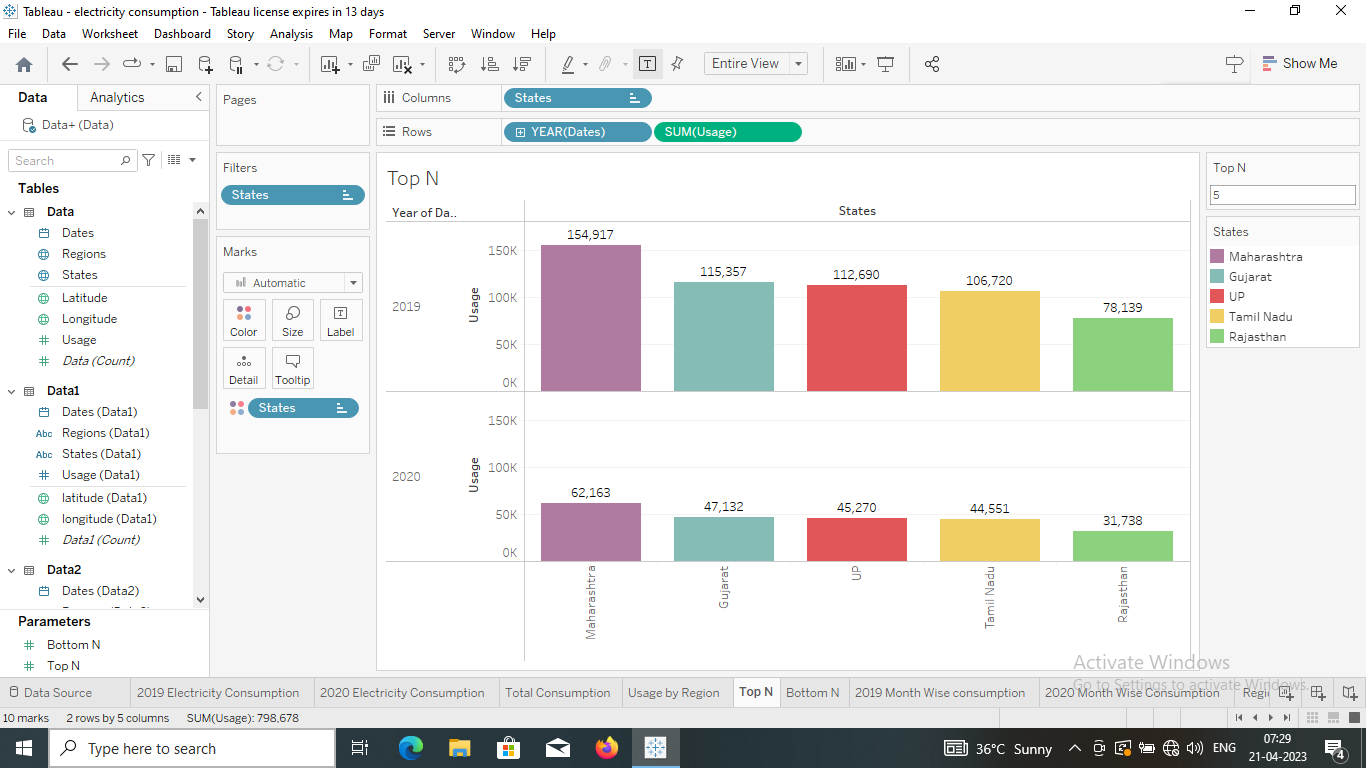 Tableau - electricity consumption - Tableau license expires in 13 days
File Data Worksheet Dashboard Story Analysis Map Format Server Window Help
Entire View
Show Me
Data Analytics
Data+ (Data)
Search
Tables
Data
Dates
Regions
States
Latitude
Longitude
Usage
Data (Count)
Data1
Dates (Data1)
Abc Regions (Data1)
Abc States (Data1)
Usage (Data1)
latitude (Data1)
longitude (Data1)
Data1 (Count)
Data2
Dates (Data2)
Parameters
Bottom N
Top N
Pages
Filters
States
Marks
Automatic
Color Size Label
Detail Tooltip
States
Columns States
Rows YEAR(Dates) SUM(Usage)
Top N
Year of Da..
States
2019
Usage
150K
100K
50K
0K
154,917
115,357
112,690
106,720
78,139
2020
Usage
150K
100K
50K
0K
62,163
47,132
45,270
44,551
31,738
Maharashtra
Gujarat
UP
Tamil Nadu
Rajasthan
Top N
5
States
Maharashtra
Gujarat
UP
Tamil Nadu
Rajasthan
Activate Windows
Go to Settings to activate Windows.
Data Source 2019 Electricity Consumption 2020 Electricity Consumption Total Consumption Usage by Region Top N Bottom N 2019 Month Wise consumption 2020 Month Wise Consumption Regi
10 marks 2 rows by 5 columns SUM(Usage): 798,678
Type here to search
36°C Sunny
ENG
07:29
21-04-2023
4